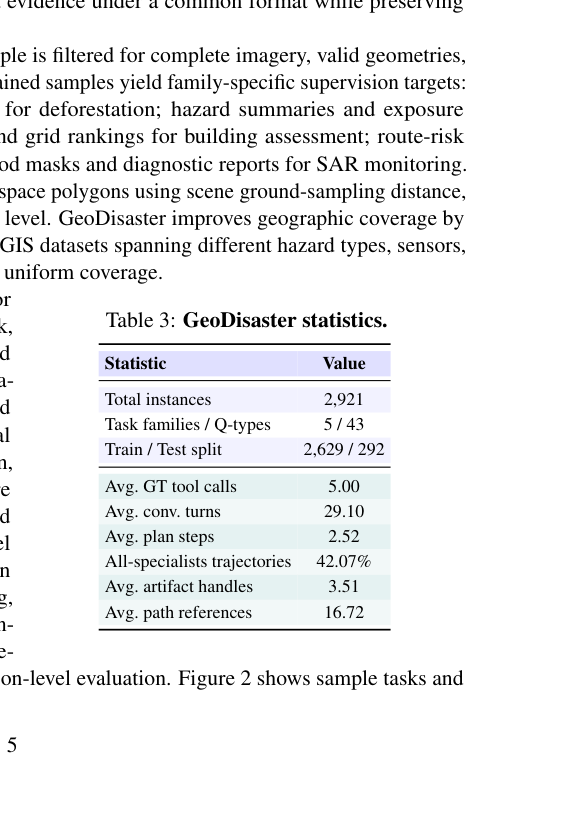 evidence under a common format while preserving
ple is filtered for complete imagery, valid geometries,
ained samples yield family-specific supervision targets:
for deforestation; hazard summaries and exposure
nd grid rankings for building assessment; route-risk
od masks and diagnostic reports for SAR monitoring.
space polygons using scene ground-sampling distance,
level. GeoDisaster improves geographic coverage by
GIS datasets spanning different hazard types, sensors,
uniform coverage.
or
k,
d
a-
d
al
n,
re
d
el
n
g,
n-
e-
Table 3: GeoDisaster statistics.
Statistic Value
Total instances 2,921
Task families / Q-types 5 / 43
Train / Test split 2,629 / 292
Avg. GT tool calls 5.00
Avg. conv. turns 29.10
Avg. plan steps 2.52
All-specialists trajectories 42.07%
Avg. artifact handles 3.51
Avg. path references 16.72
on-level evaluation. Figure 2 shows sample tasks and
5